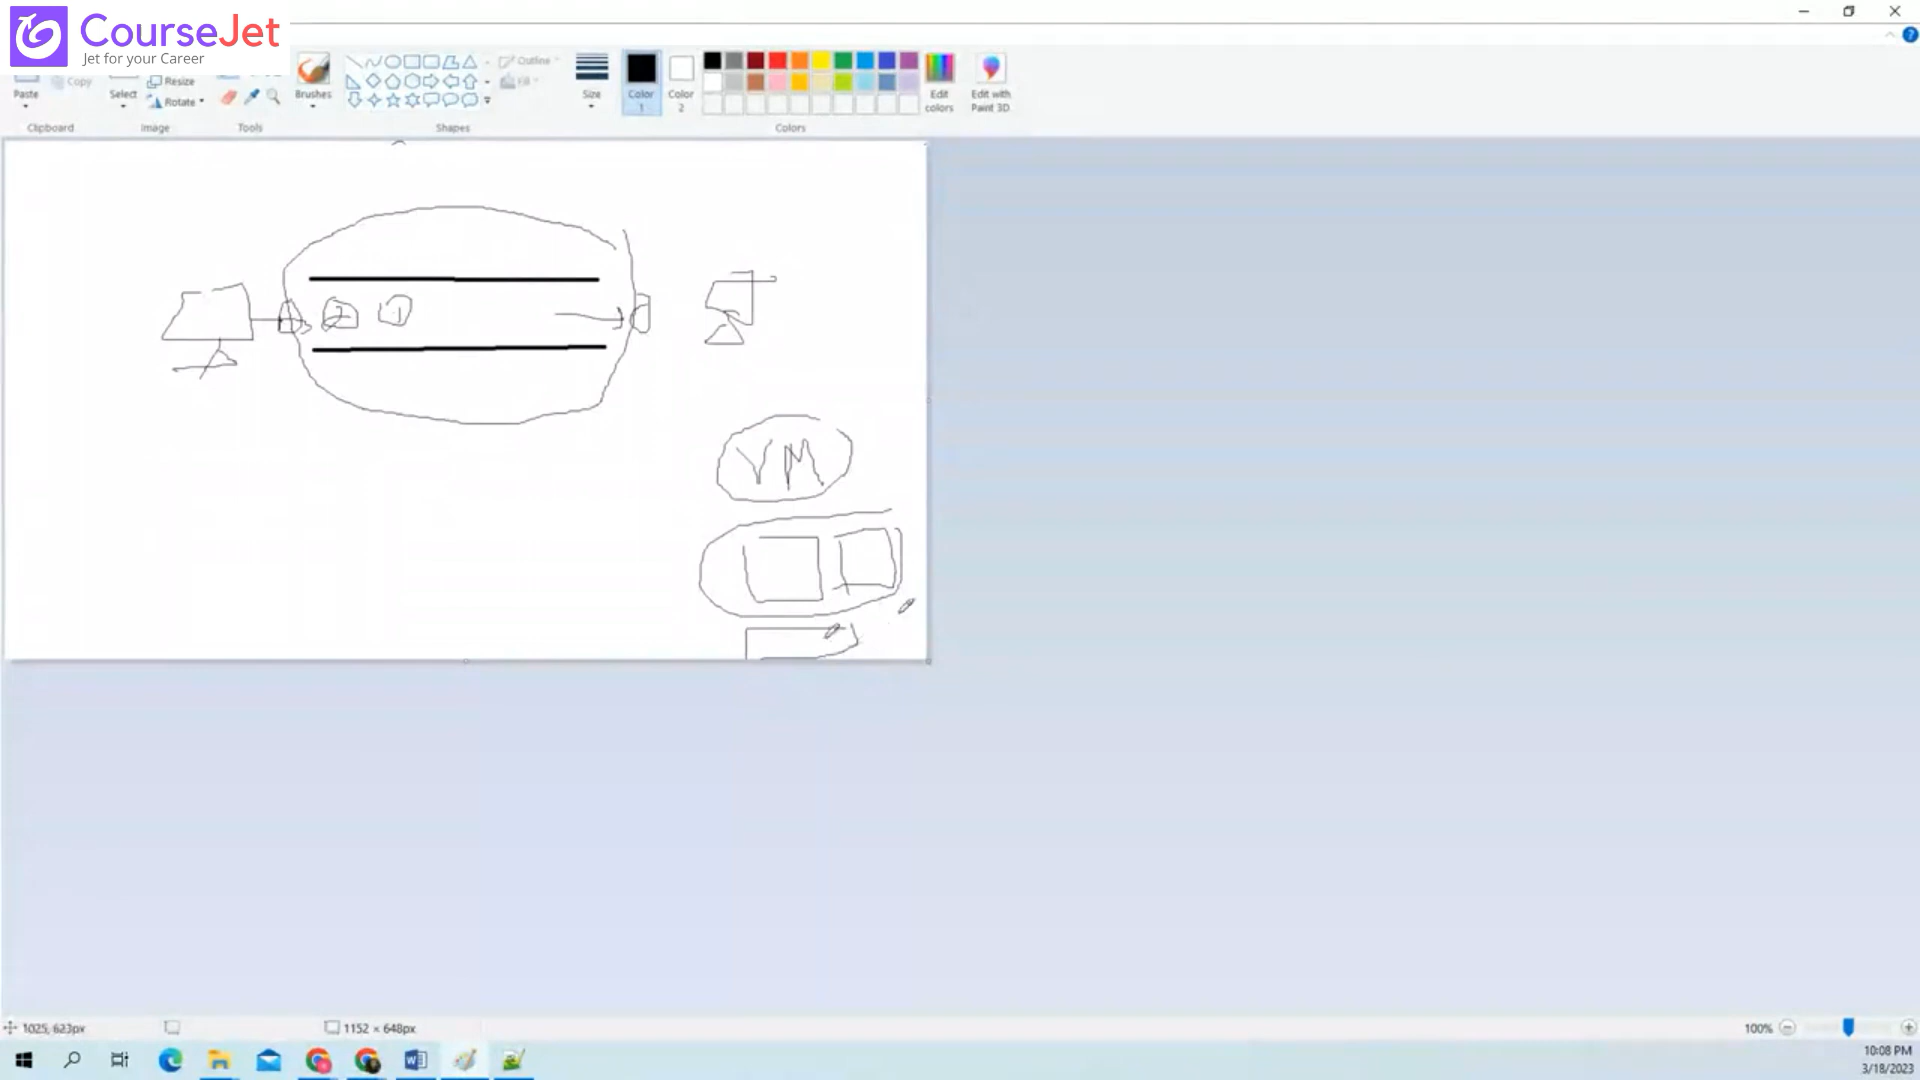 CourseJet
Jet for your Career
Paste
Copy
Select
Resize
Rotate
Brushes
Outline
Fill
Size
Color
1
Color
2
Edit
colors
Edit with
Paint 3D
Clipboard
Image
Tools
Shapes
Colors
2
1
VM
1025, 623px
1152 × 648px
100%
10:08 PM
3/18/2023